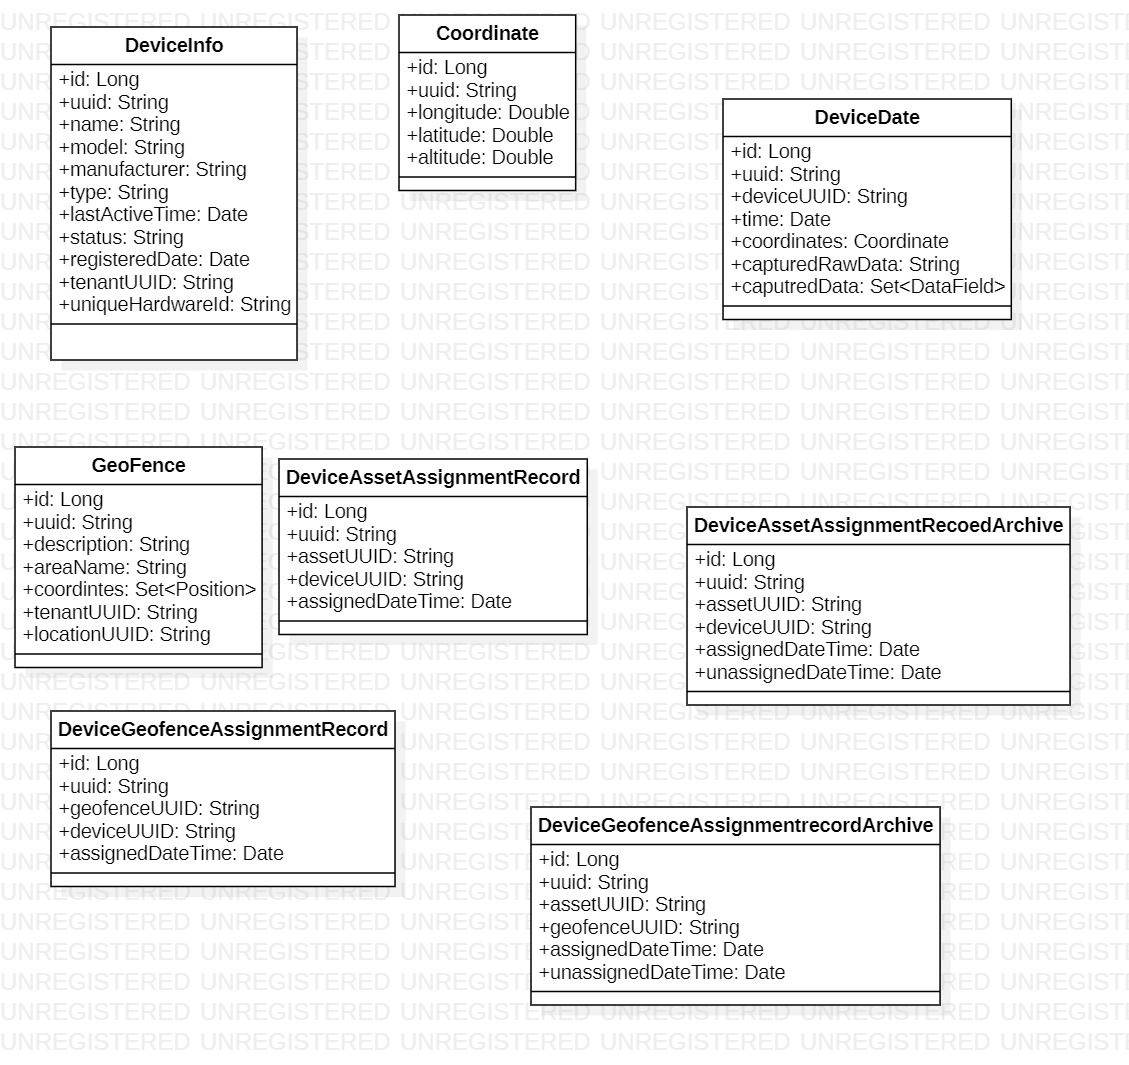 DeviceInfo
+id: Long
+uuid: String
+name: String
+model: String
+manufacturer: String
+type: String
+lastActiveTime: Date
+status: String
+registeredDate: Date
+tenantUUID: String
+uniqueHardwareId: String
Coordinate
+id: Long
+uuid: String
+longitude: Double
+latitude: Double
+altitude: Double
DeviceDate
+id: Long
+uuid: String
+deviceUUID: String
+time: Date
+coordinates: Coordinate
+capturedRawData: String
+caputredData: Set<DataField>
GeoFence
+id: Long
+uuid: String
+description: String
+areaName: String
+coordintes: Set<Position>
+tenantUUID: String
+locationUUID: String
DeviceAssetAssignmentRecord
+id: Long
+uuid: String
+assetUUID: String
+deviceUUID: String
+assignedDateTime: Date
DeviceAssetAssignmentRecoedArchive
+id: Long
+uuid: String
+assetUUID: String
+deviceUUID: String
+assignedDateTime: Date
+unassignedDateTime: Date
DeviceGeofenceAssignmentRecord
+id: Long
+uuid: String
+geofenceUUID: String
+deviceUUID: String
+assignedDateTime: Date
DeviceGeofenceAssignmentrecordArchive
+id: Long
+uuid: String
+assetUUID: String
+geofenceUUID: String
+assignedDateTime: Date
+unassignedDateTime: Date
UNREGISTERED